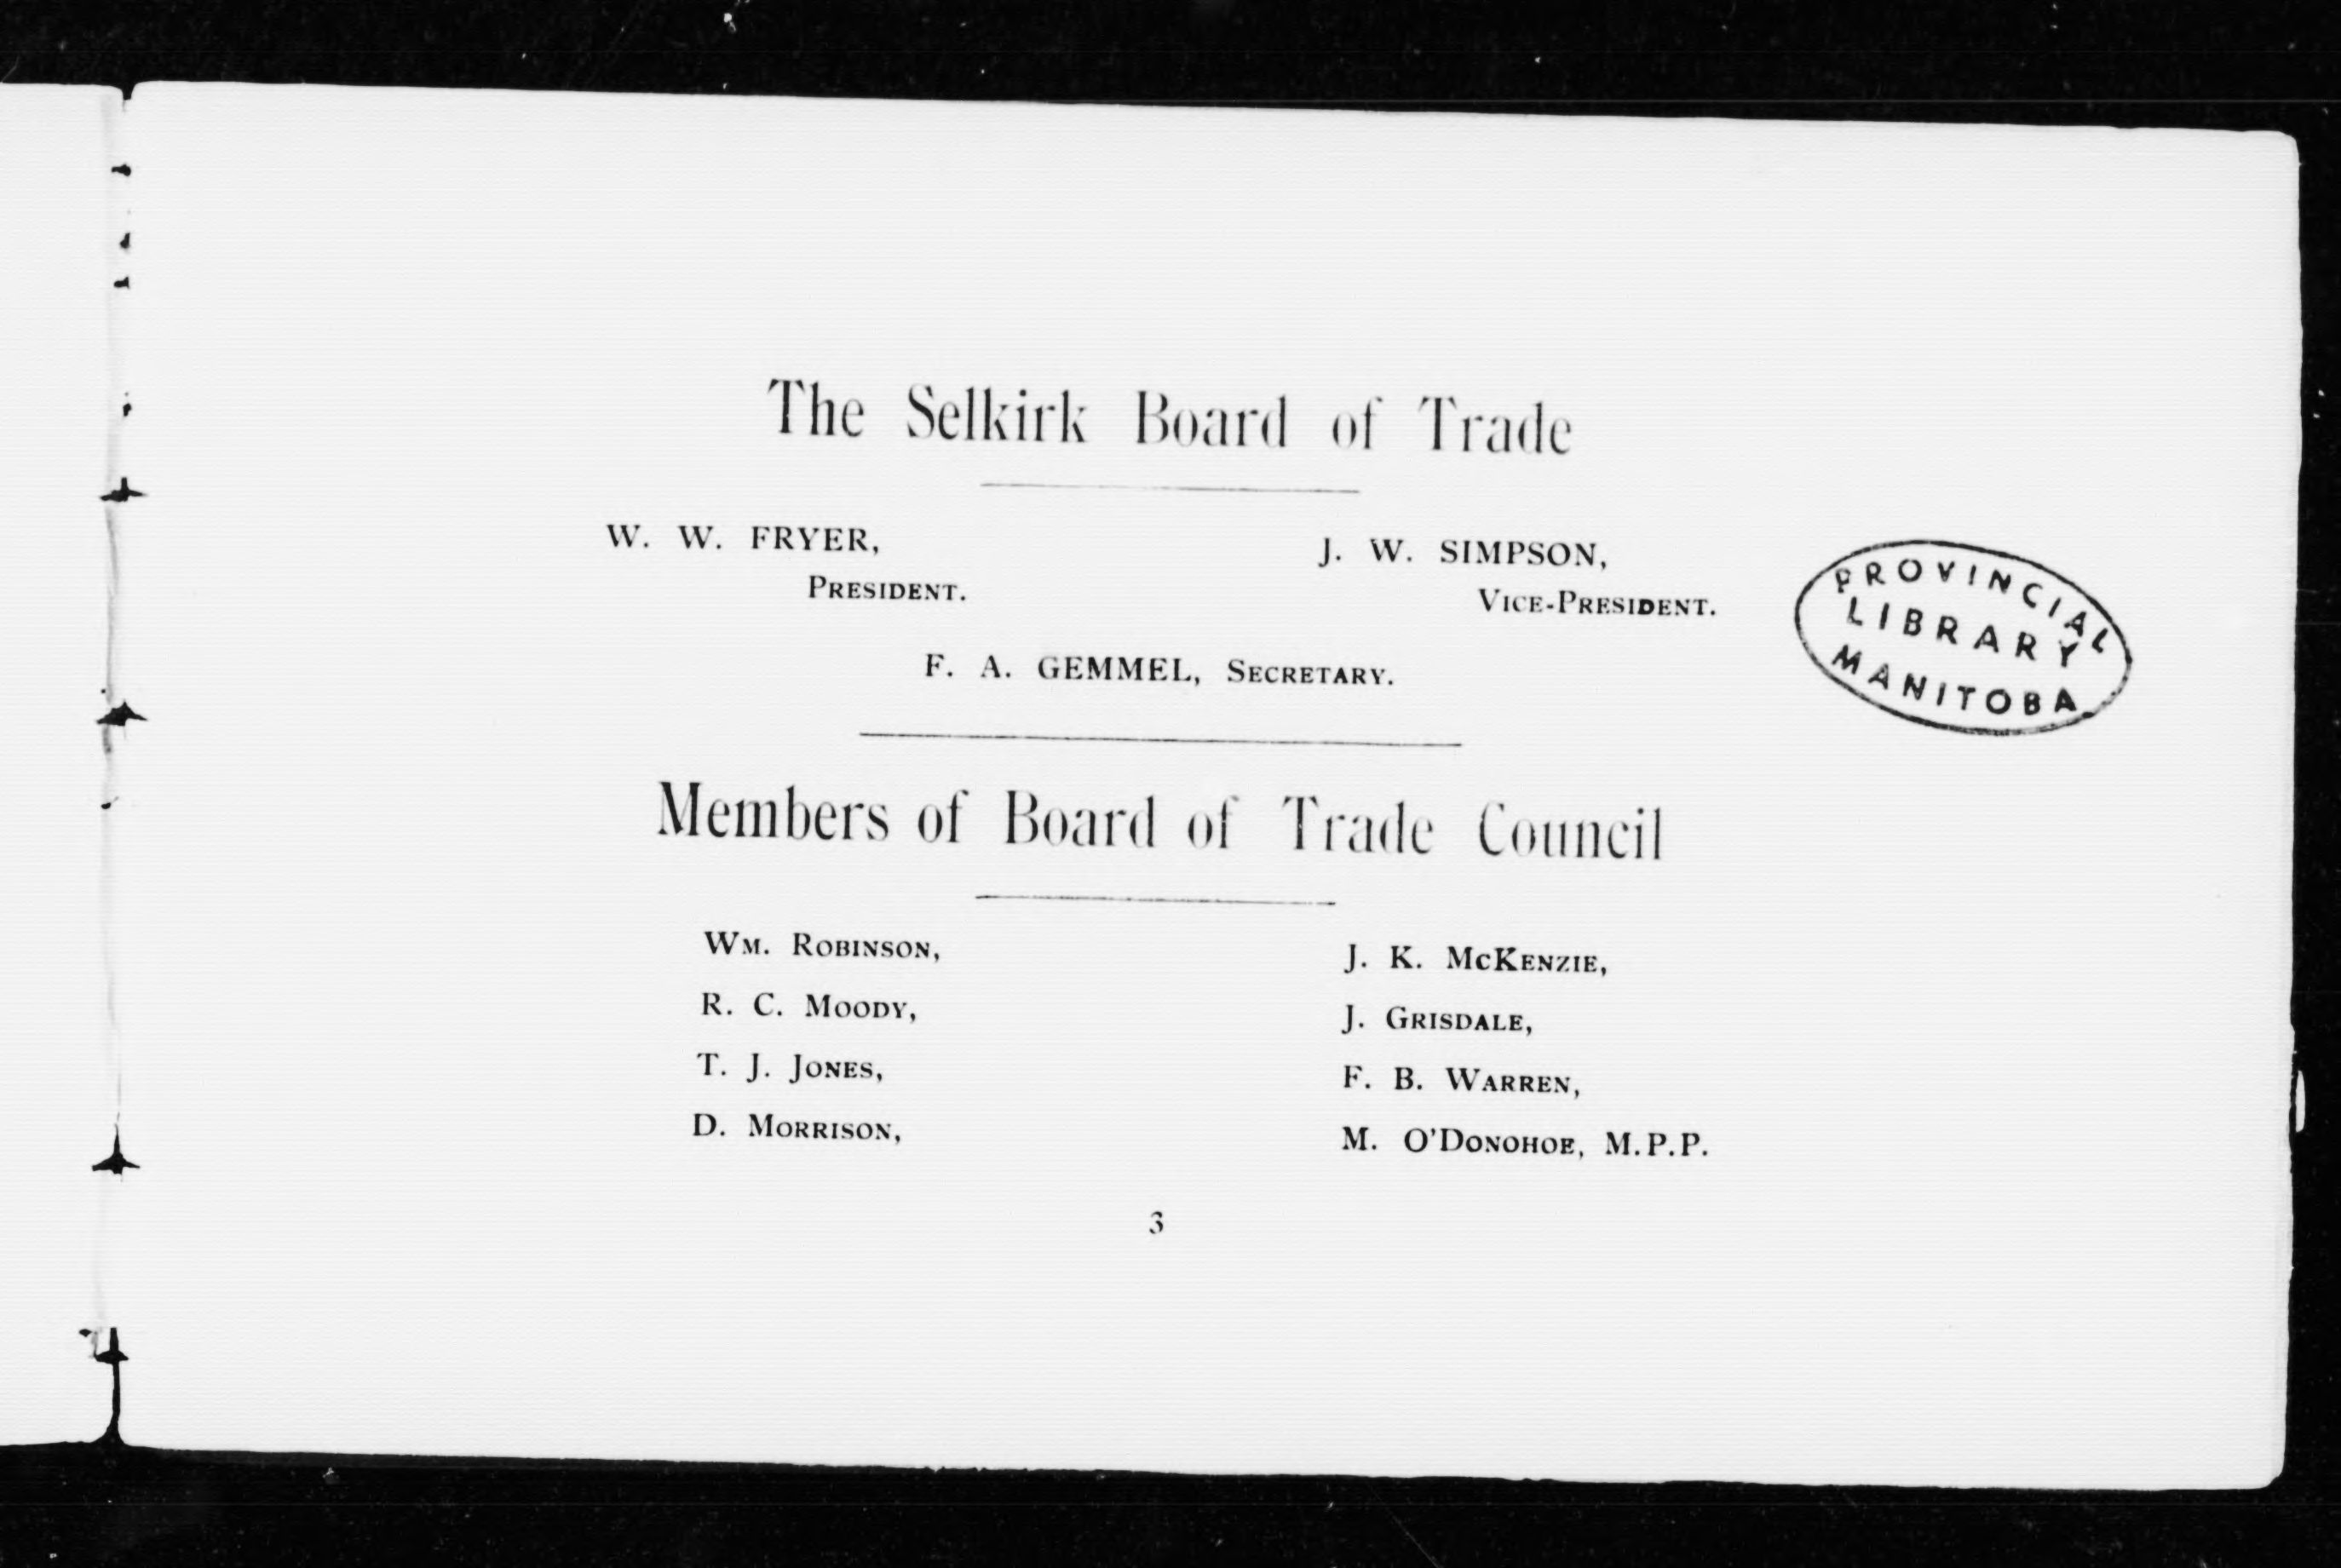 The Selkirk Board of Trade
W. W. FRYER,
PRESIDENT.
J. W. SIMPSON,
VICE-PRESIDENT.
F. A. GEMMEL, SECRETARY.
PROVINCIAL
LIBRARY
MANITOBA
Members of Board of Trade Council
WM. ROBINSON,
R. C. MOODY,
T. J. JONES,
D. MORRISON,
J. K. McKENZIE,
J. GRISDALE,
F. B. WARREN,
M. O'DONOHOE, M.P.P.
3